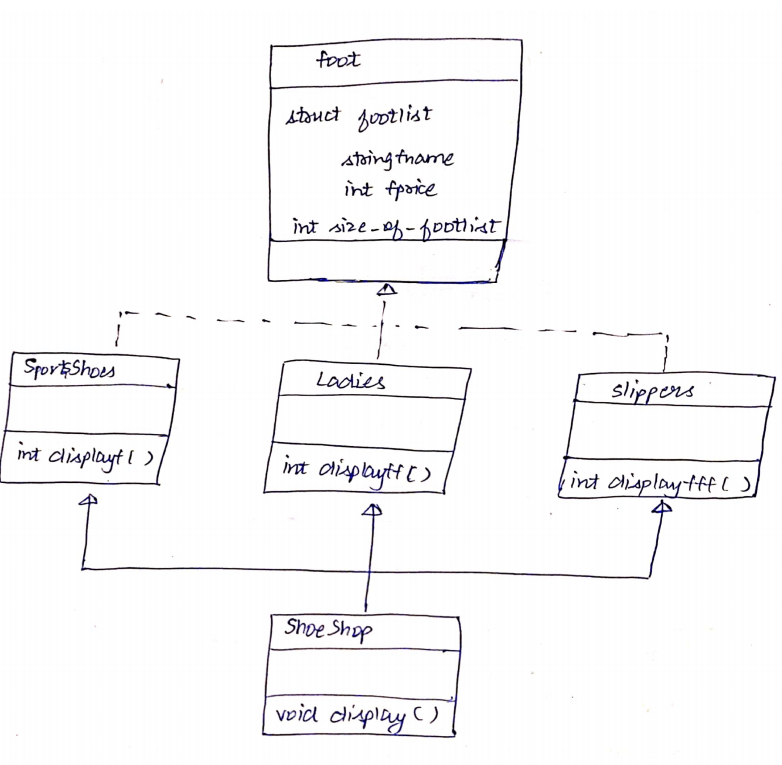 foot
struct footlist
string fname
int fprice
int size-of-footlist
SportsShoes
int displayf()
Ladies
int displayff()
Slippers
int displayfff()
ShoeShop
void display()